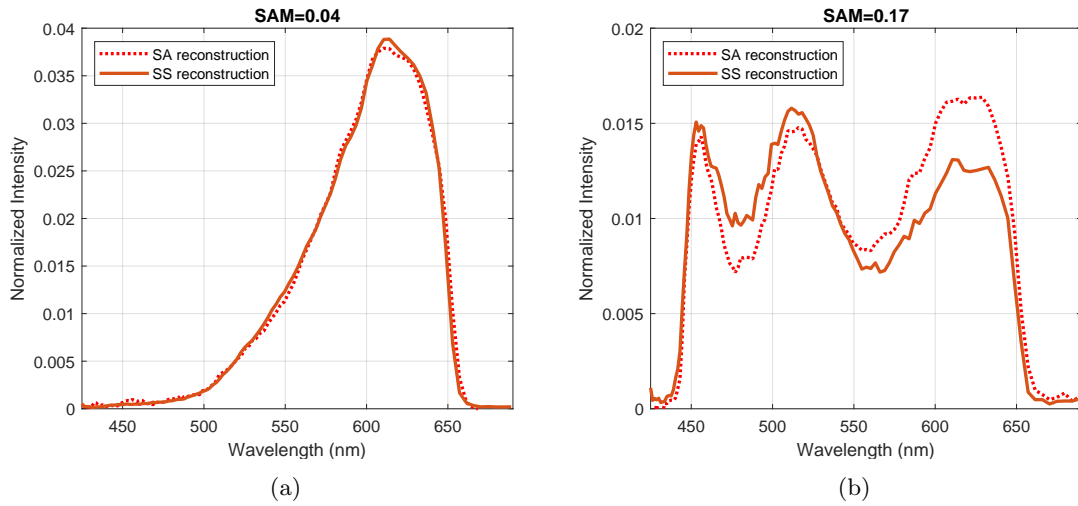 SAM=0.04
0.04
0.035
0.03
0.025
0.02
0.015
0.01
0.005
0
Normalized Intensity
SA reconstruction
SS reconstruction
450 500 550 600 650
Wavelength (nm)
(a)
SAM=0.17
0.02
0.015
0.01
0.005
0
Normalized Intensity
SA reconstruction
SS reconstruction
450 500 550 600 650
Wavelength (nm)
(b)